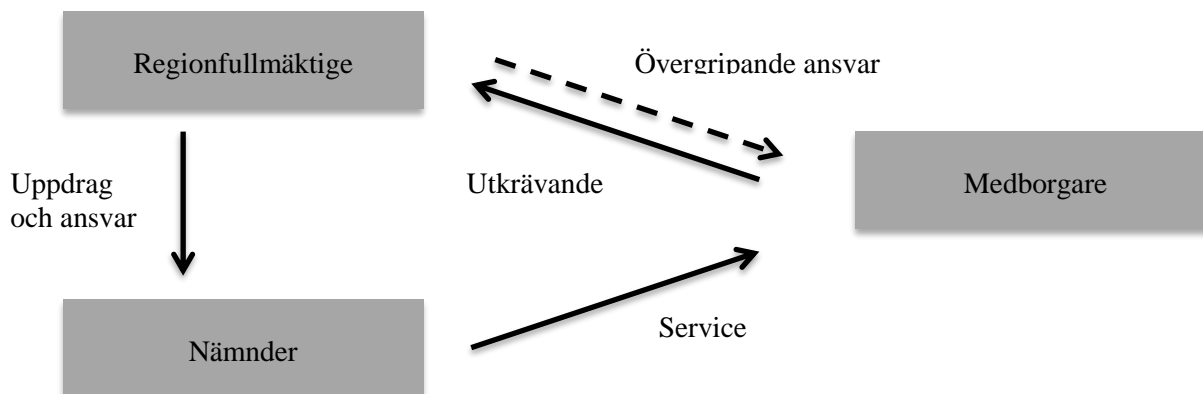 Regionfullmäktige
Övergripande ansvar
Uppdrag
och ansvar
Utkrävande
Medborgare
Service
Nämnder